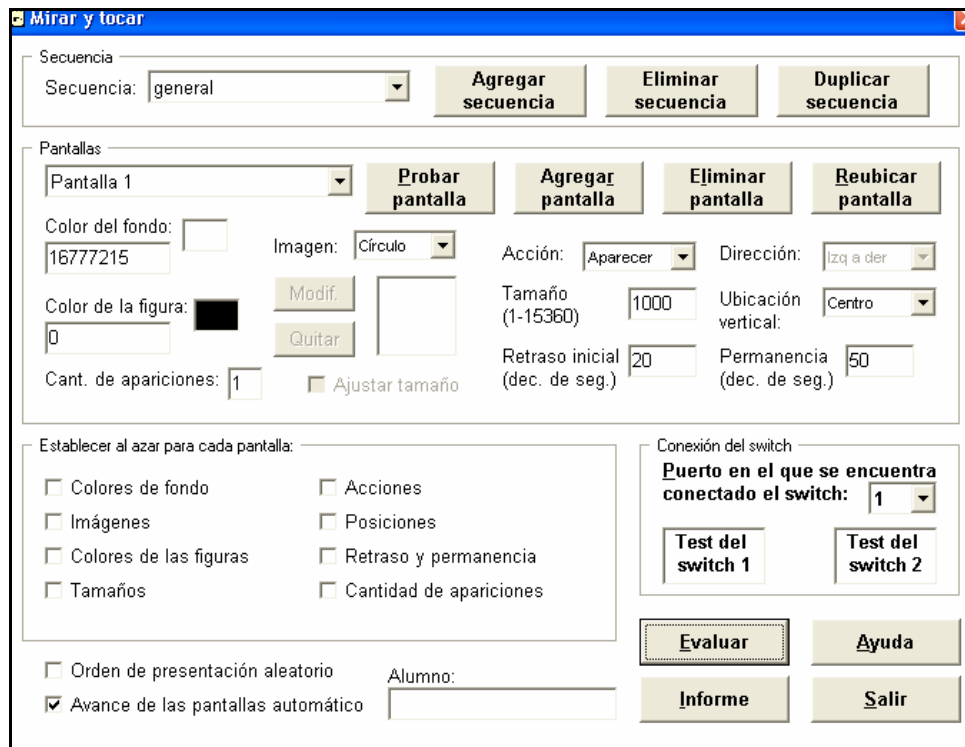 Mirar y tocar
Secuencia
Secuencia: general
Agregar secuencia
Eliminar secuencia
Duplicar secuencia
Pantallas
Pantalla 1
Probar pantalla
Agregar pantalla
Eliminar pantalla
Reubicar pantalla
Color del fondo:
16777215
Imagen: Círculo
Acción: Aparecer
Dirección: Izq a der
Color de la figura:
0
Modif.
Quitar
Tamaño
(1-15360) 1000
Ubicación
vertical: Centro
Retraso inicial
(dec. de seg.) 20
Permanencia
(dec. de seg.) 50
Cant. de apariciones: 1
Ajustar tamaño
Establecer al azar para cada pantalla:
Colores de fondo
Imágenes
Colores de las figuras
Tamaños
Acciones
Posiciones
Retraso y permanencia
Cantidad de apariciones
Conexión del switch
Puerto en el que se encuentra
conectado el switch: 1
Test del
switch 1
Test del
switch 2
Orden de presentación aleatorio
Avance de las pantallas automático
Alumno:
Evaluar
Ayuda
Informe
Salir